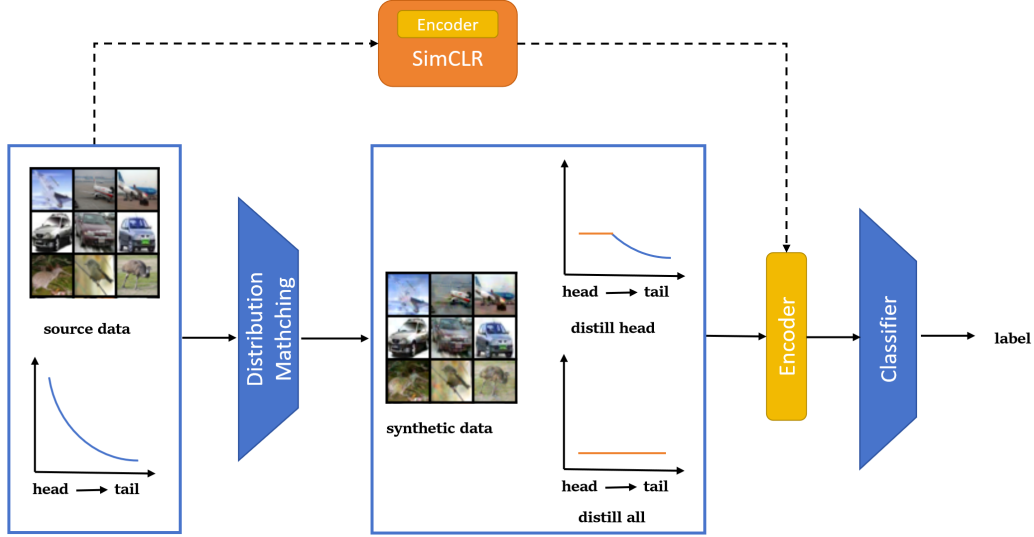 Encoder
SimCLR
source data
head → tail
Distribution
Mathching
synthetic data
head → tail
distill head
head → tail
distill all
Encoder
Classifier
label